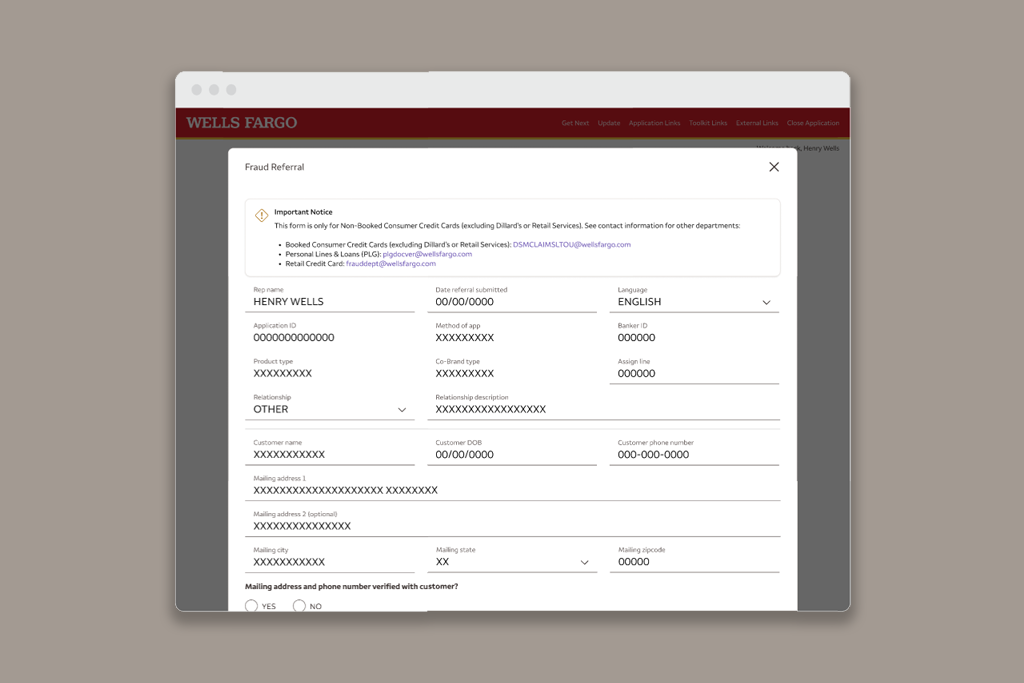 WELLS FARGO
Get Next Update Application Links Toolkit Links External Links Close Application
Henry Wells
Fraud Referral
Important Notice
This form is only for Non-Booked Consumer Credit Cards (excluding Dillard's or Retail Services). See contact information for other departments:
• Booked Consumer Credit Cards (excluding Dillard's or Retail Services): DSMCLAIMSLTOU@wellsfargo.com
• Personal Lines & Loans (PLG): plgdocver@wellsfargo.com
• Retail Credit Card: frauddept@wellsfargo.com
Rep name Date referral submitted Language
HENRY WELLS 00/00/0000 ENGLISH
Application ID Method of app Banker ID
0000000000000 XXXXXXXXX 000000
Product type Co-Brand type Assign line
XXXXXXXXX XXXXXXXXX 000000
Relationship Relationship description
OTHER XXXXXXXXXXXXXXXXX
Customer name Customer DOB Customer phone number
XXXXXXXXXXX 00/00/0000 000-000-0000
Mailing address 1
XXXXXXXXXXXXXXXXXXXX XXXXXXXX
Mailing address 2 (optional)
XXXXXXXXXXXXXXX
Mailing city Mailing state Mailing zipcode
XXXXXXXXXXX XX 00000
Mailing address and phone number verified with customer?
YES NO